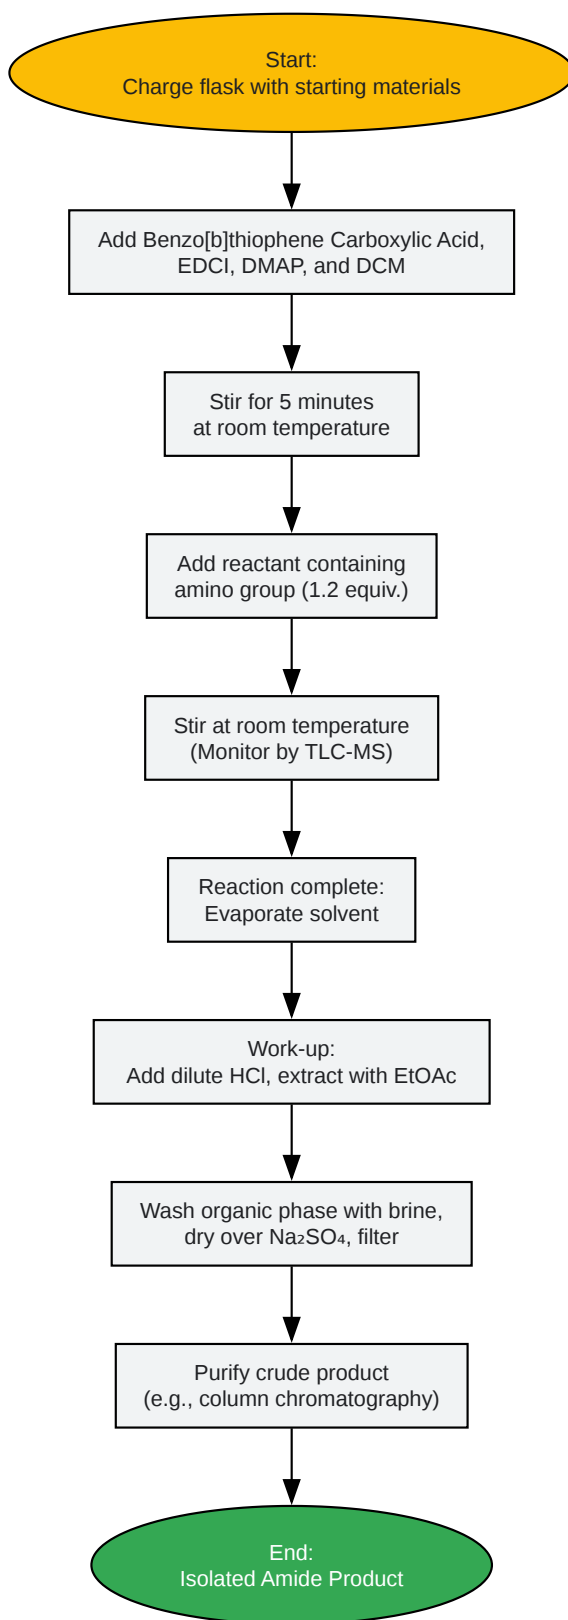 Start:
Charge flask with starting materials
Add Benzo[b]thiophene Carboxylic Acid,
EDCI, DMAP, and DCM
Stir for 5 minutes
at room temperature
Add reactant containing
amino group (1.2 equiv.)
Stir at room temperature
(Monitor by TLC-MS)
Reaction complete:
Evaporate solvent
Work-up:
Add dilute HCl, extract with EtOAc
Wash organic phase with brine,
dry over Na₂SO₄, filter
Purify crude product
(e.g., column chromatography)
End:
Isolated Amide Product